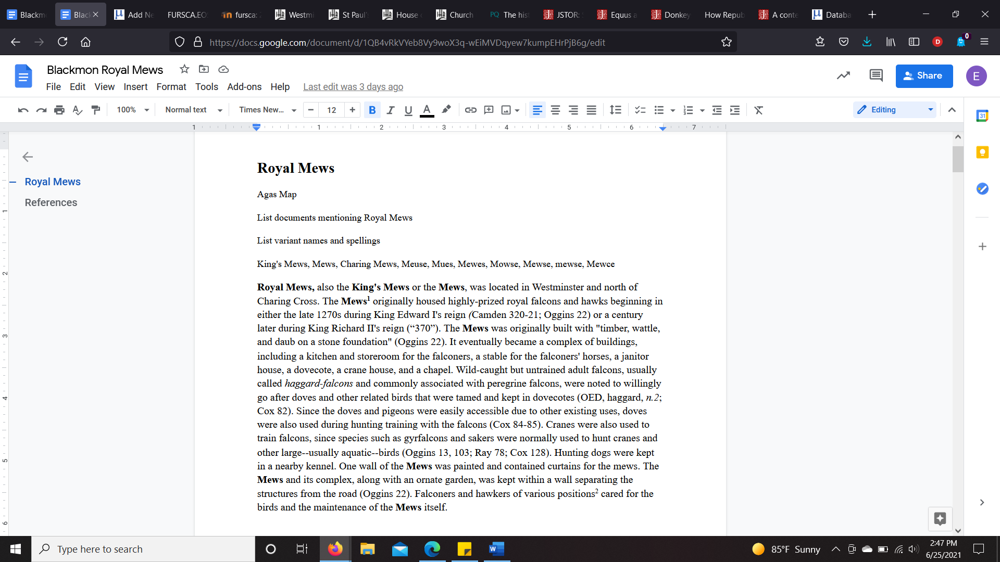 Blackm
Blac
Add Ne
FURSCA.EO
fursca:
Westmi
St Paul'
House
Church
The hist
JSTOR:
Equus a
Donkey
How Repub
A conte
Databa
https://docs.google.com/document/d/1QB4vRkVYeb8Vy9woX3q-wEiMVDqyew7kumpEHrPjB6g/edit
D
0
Blackmon Royal Mews
File Edit View Insert Format Tools Add-ons Help Last edit was 3 days ago
Share
E
100% Normal text Times New... 12 B I U A Editing
31
1 1 2 3 4 5 6 7
Royal Mews
References
1
2
3
4
5
6
Royal Mews
Agas Map
List documents mentioning Royal Mews
List variant names and spellings
King's Mews, Mews, Charing Mews, Meuse, Mues, Mewes, Mowse, Mewse, mewse, Mewce
Royal Mews, also the King's Mews or the Mews, was located in Westminster and north of
Charing Cross. The Mews¹ originally housed highly-prized royal falcons and hawks beginning in
either the late 1270s during King Edward I's reign (Camden 320-21; Oggins 22) or a century
later during King Richard II's reign (“370”). The Mews was originally built with "timber, wattle,
and daub on a stone foundation" (Oggins 22). It eventually became a complex of buildings,
including a kitchen and storeroom for the falconers, a stable for the falconers' horses, a janitor
house, a dovecote, a crane house, and a chapel. Wild-caught but untrained adult falcons, usually
called haggard-falcons and commonly associated with peregrine falcons, were noted to willingly
go after doves and other related birds that were tamed and kept in dovecotes (OED, haggard, n.2;
Cox 82). Since the doves and pigeons were easily accessible due to other existing uses, doves
were also used during hunting training with the falcons (Cox 84-85). Cranes were also used to
train falcons, since species such as gyrfalcons and sakers were normally used to hunt cranes and
other large--usually aquatic--birds (Oggins 13, 103; Ray 78; Cox 128). Hunting dogs were kept
in a nearby kennel. One wall of the Mews was painted and contained curtains for the mews. The
Mews and its complex, along with an ornate garden, was kept within a wall separating the
structures from the road (Oggins 22). Falconers and hawkers of various positions² cared for the
birds and the maintenance of the Mews itself.
Type here to search
85°F Sunny
2:47 PM
6/25/2021